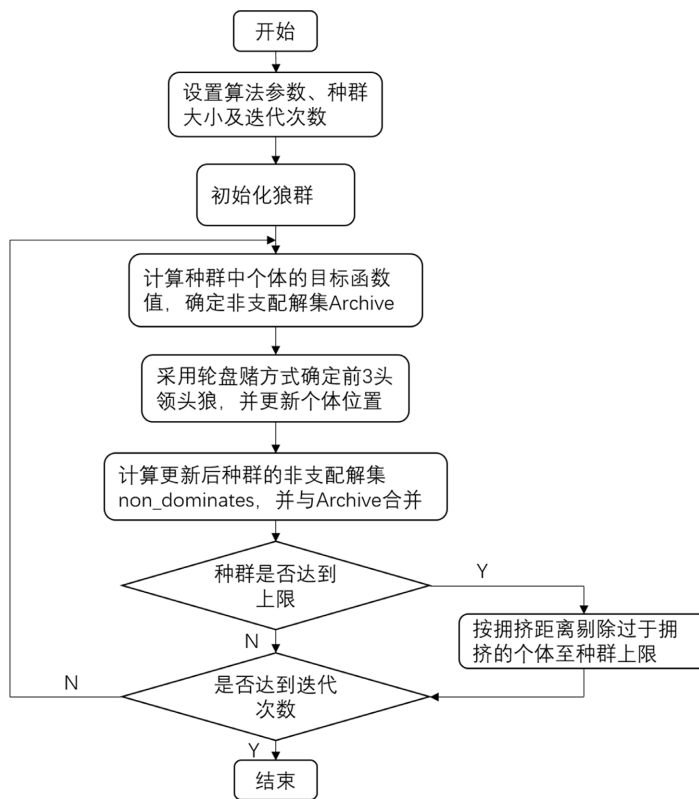 开始
设置算法参数、种群
大小及迭代次数
初始化狼群
计算种群中个体的目标函数
值，确定非支配解集Archive
采用轮盘赌方式确定前3头
领头狼，并更新个体位置
计算更新后种群的非支配解集
non_dominates，并与Archive合并
种群是否达到
上限
Y
按拥挤距离剔除过于拥
挤的个体至种群上限
N
是否达到迭代
次数
N
Y
结束